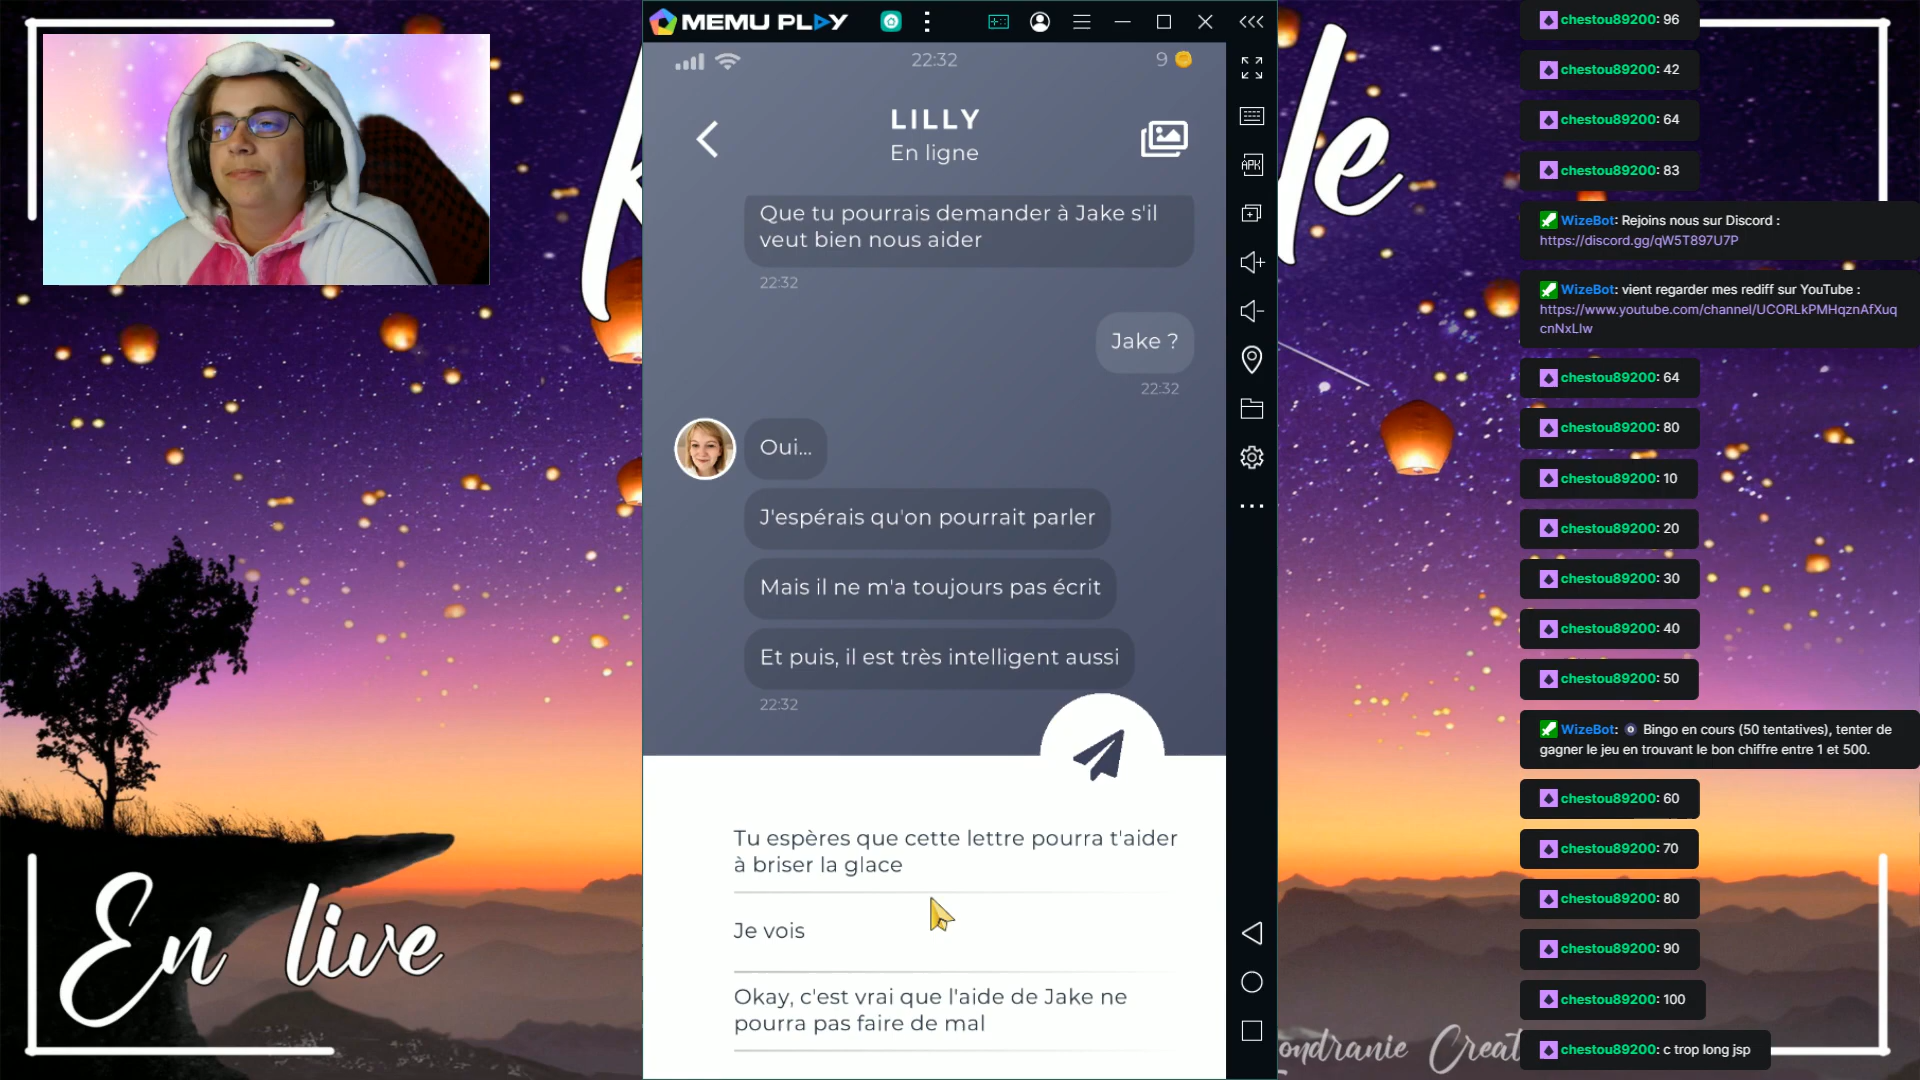 MEMU PLAY
22:32
9
LILLY
En ligne
Que tu pourrais demander à Jake s'il
veut bien nous aider
22:32
Jake ?
22:32
Oui...
J'espérais qu'on pourrait parler
Mais il ne m'a toujours pas écrit
Et puis, il est très intelligent aussi
22:32
Tu espères que cette lettre pourra t'aider
à briser la glace
Je vois
Okay, c'est vrai que l'aide de Jake ne
pourra pas faire de mal
APK
En live
chestou89200: 96
chestou89200: 42
chestou89200: 64
chestou89200: 83
WizeBot: Rejoins nous sur Discord :
https://discord.gg/qW5T897U7P
WizeBot: vient regarder mes rediff sur YouTube :
https://www.youtube.com/channel/UCORLkPMHqznAfXuq
cnNxLlw
chestou89200: 64
chestou89200: 80
chestou89200: 10
chestou89200: 20
chestou89200: 30
chestou89200: 40
chestou89200: 50
WizeBot: Bingo en cours (50 tentatives), tenter de
gagner le jeu en trouvant le bon chiffre entre 1 et 500.
chestou89200: 60
chestou89200: 70
chestou89200: 80
chestou89200: 90
chestou89200: 100
chestou89200: c trop long jsp